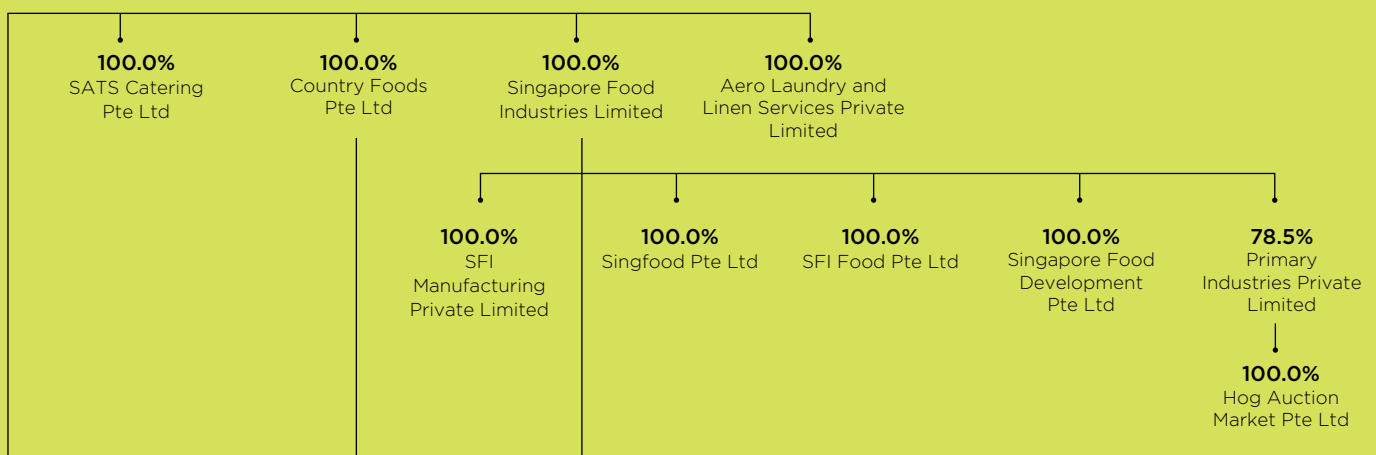 100.0%
SATS Catering
Pte Ltd
100.0%
Country Foods
Pte Ltd
100.0%
Singapore Food
Industries Limited
100.0%
Aero Laundry and
Linen Services Private
Limited
100.0%
SFI
Manufacturing
Private Limited
100.0%
Singfood Pte Ltd
100.0%
SFI Food Pte Ltd
100.0%
Singapore Food
Development
Pte Ltd
78.5%
Primary
Industries Private
Limited
100.0%
Hog Auction
Market Pte Ltd